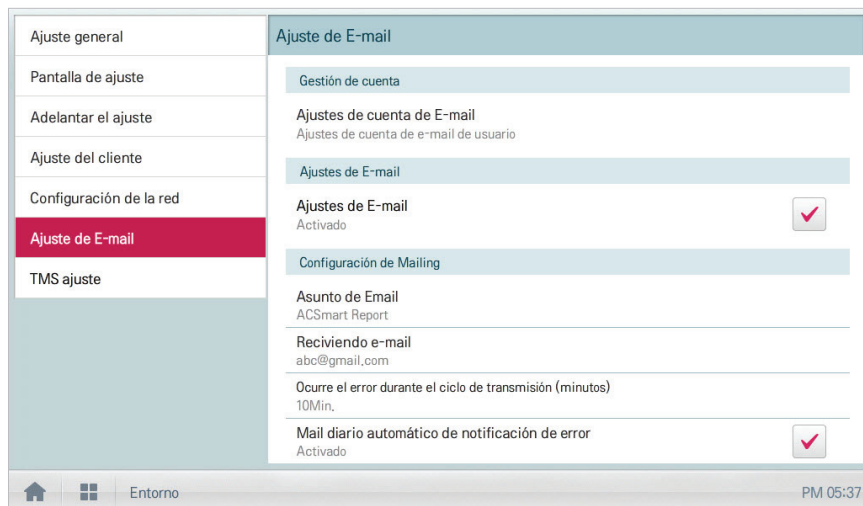 Ajuste general
Pantalla de ajuste
Adelantar el ajuste
Ajuste del cliente
Configuración de la red
Ajuste de E-mail
TMS ajuste
Ajuste de E-mail
Gestión de cuenta
Ajustes de cuenta de E-mail
Ajustes de cuenta de e-mail de usuario
Ajustes de E-mail
Ajustes de E-mail
Activado
Configuración de Mailing
Asunto de Email
ACSmart Report
Reciviendo e-mail
abc@gmail.com
Ocurre el error durante el ciclo de transmisión (minutos)
10Min.
Mail diario automático de notificación de error
Activado
Entorno
PM 05:37